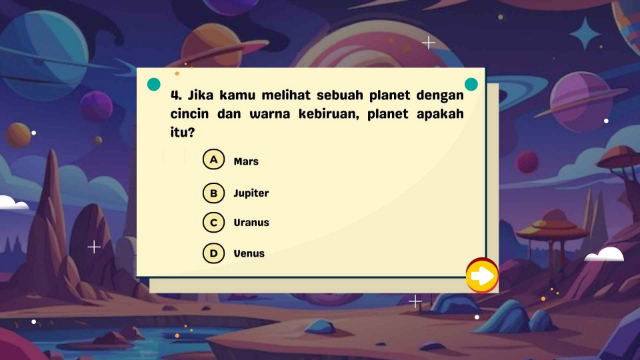 4. Jika kamu melihat sebuah planet dengan
cincin dan warna kebiruan, planet apakah
itu?
A Mars
B Jupiter
C Uranus
D Venus